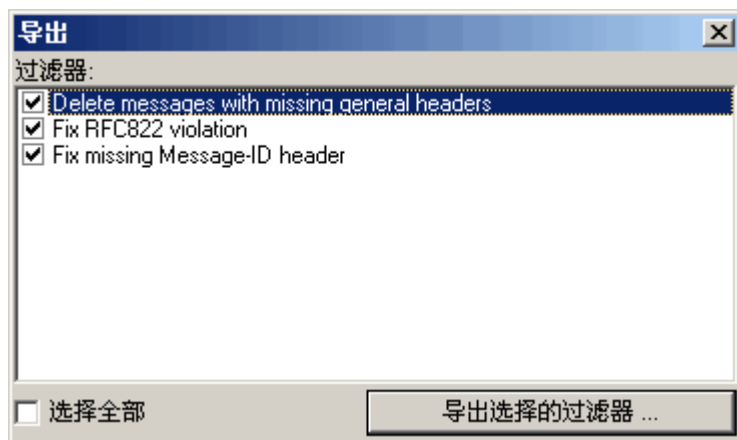 导出
过滤器:
Delete messages with missing general headers
Fix RFC822 violation
Fix missing Message-ID header
选择全部
导出选择的过滤器 ...